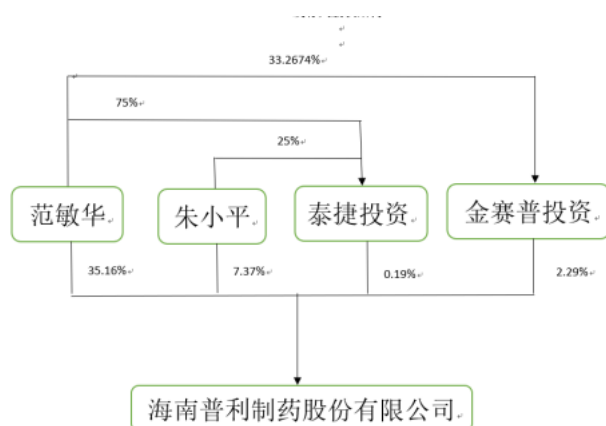 33.2674%
75%
25%
范敏华
朱小平
泰捷投资
金赛普投资
35.16%
7.37%
0.19%
2.29%
海南普利制药股份有限公司